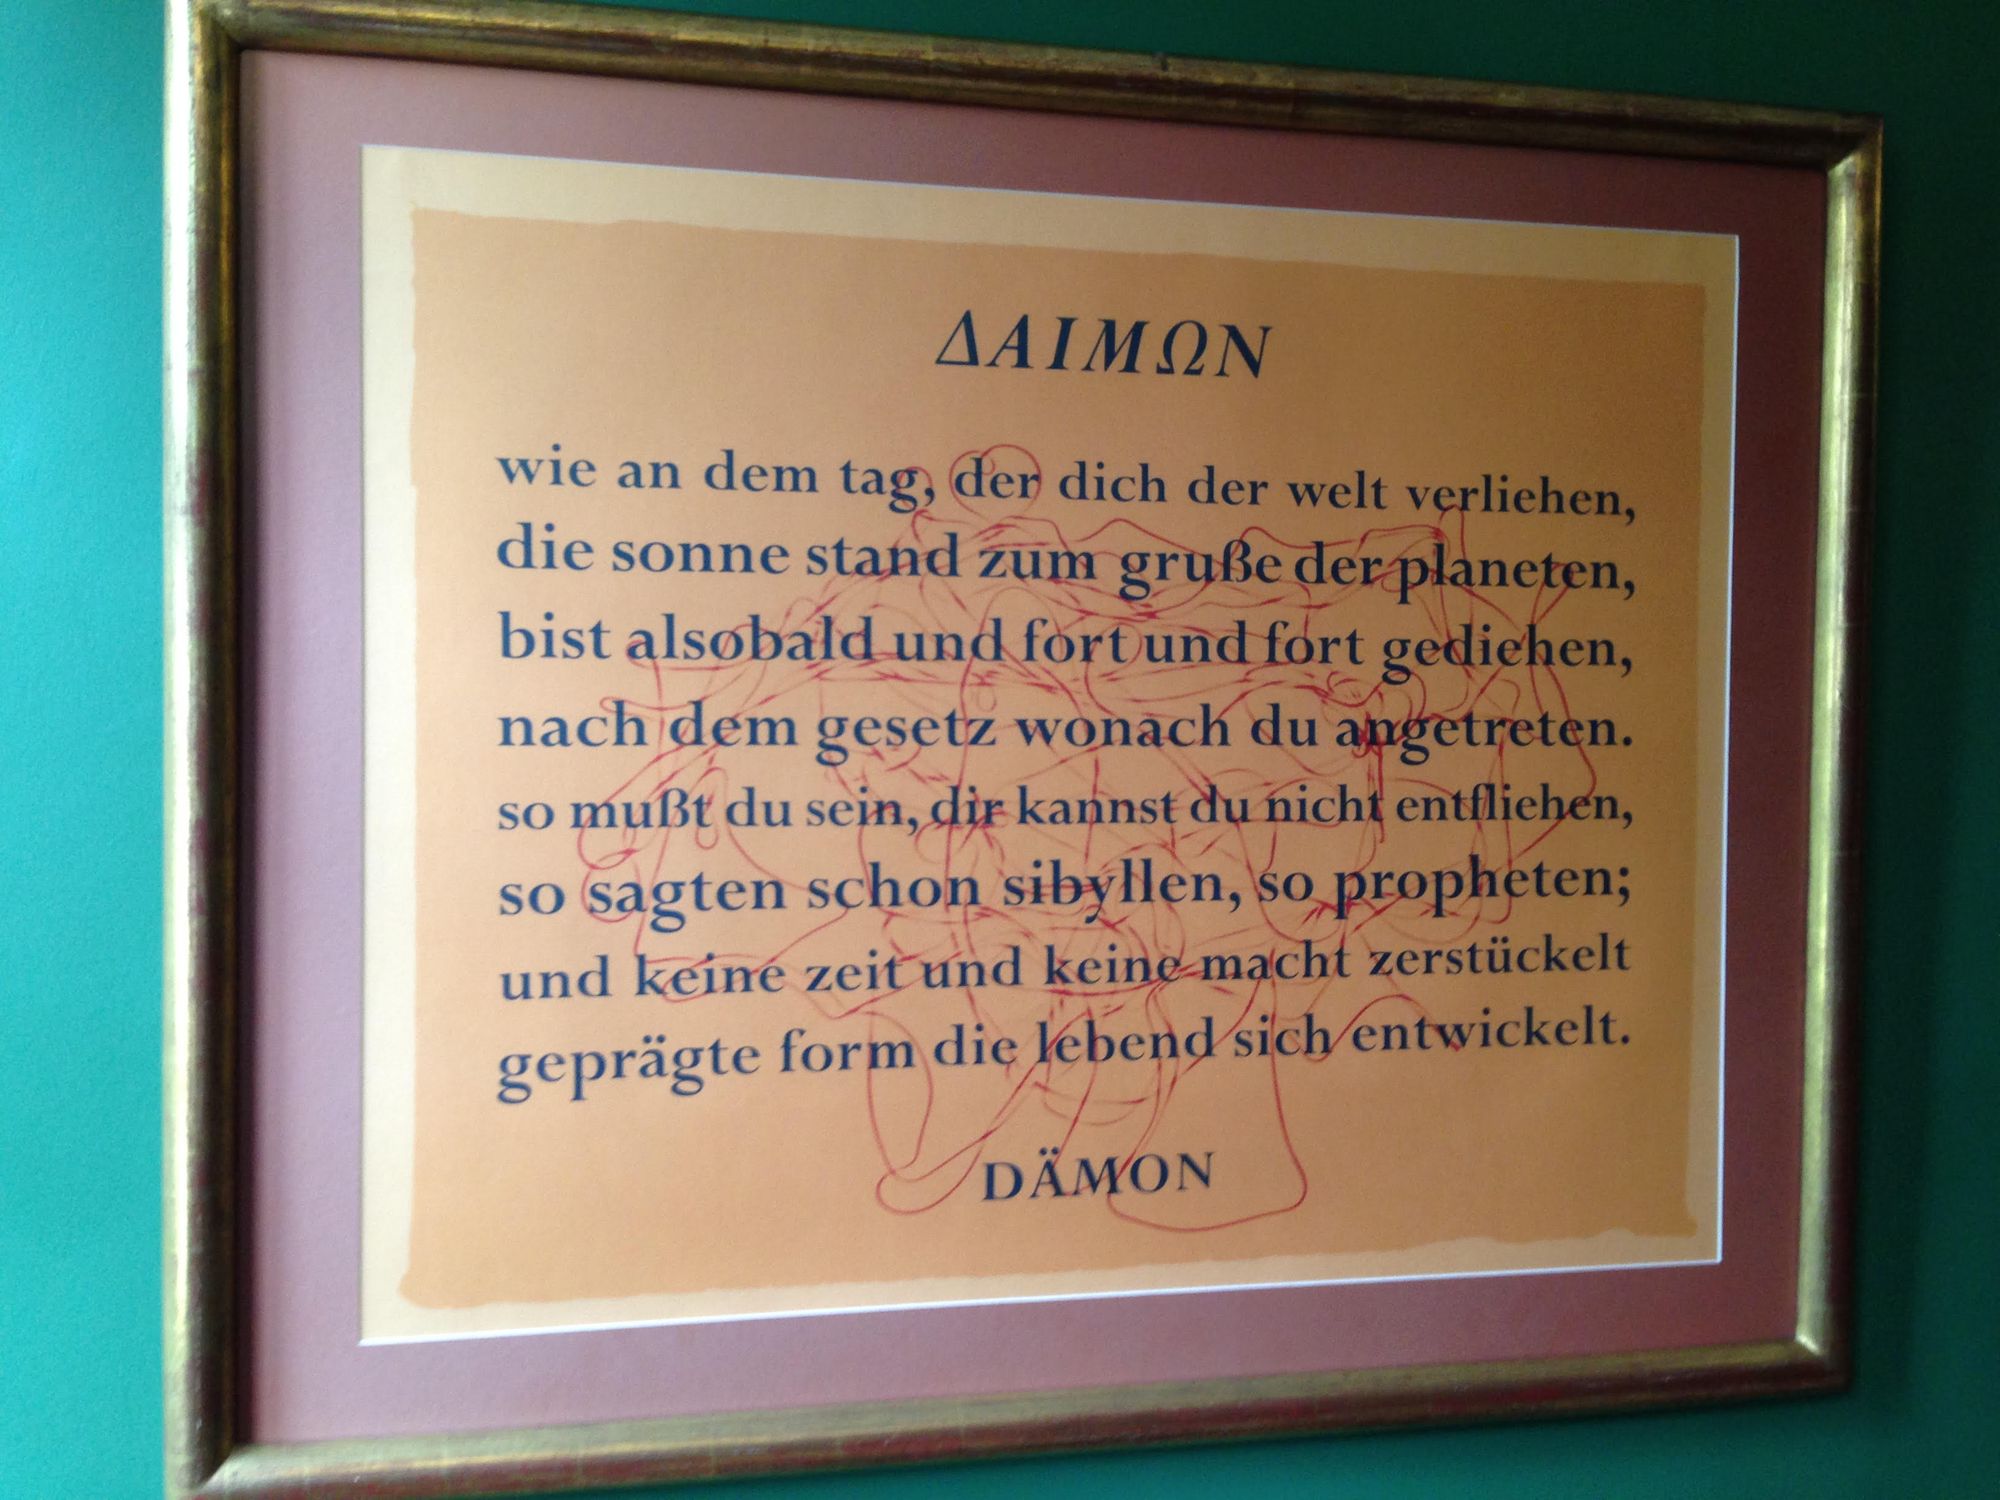 ΔΑΙΜΩΝ
wie an dem tag, der dich der welt verliehen,
die sonne stand zum gruße der planeten,
bist alsobald und fort und fort gediehen,
nach dem gesetz wonach du angetreten.
so mußt du sein, dir kannst du nicht entfliehen,
so sagten schon sibyllen, so propheten;
und keine zeit und keine macht zerstückelt
geprägte form die lebend sich entwickelt.
DÄMON